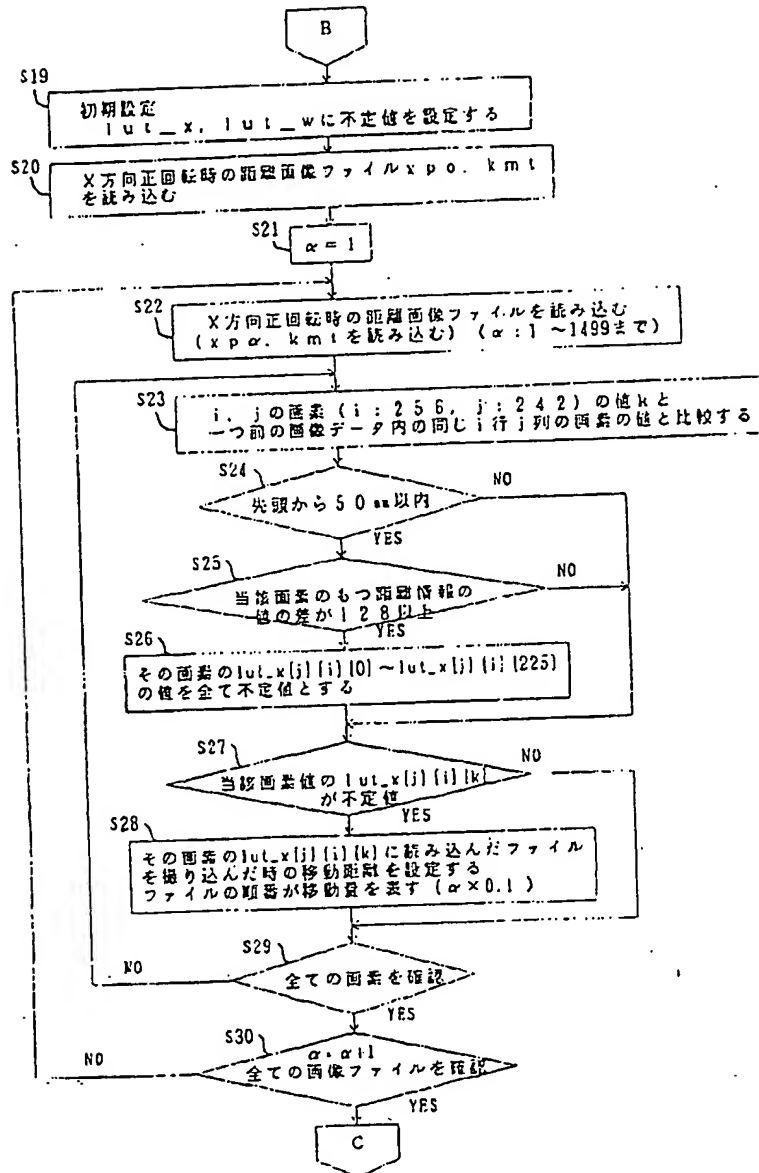 B
S19
初期設定
lut_x, lut_wに不定値を設定する
S20
X方向正回転時の距離画像ファイルxp0. kmt
を読み込む
S21
α=1
S22
X方向正回転時の距離画像ファイルを読み込む
(xpα. kmtを読み込む) (α:1~1499まで)
S23
i, jの画素 (i:256, j:242) の値kと
一つ前の画像データ内の同じi行j列の画素の値と比較する
S24
先頭から50mm以内
NO
YES
S25
当該画素のもつ距離情報の
値の差が128以上
NO
YES
S26
その画素のlut_x[j][i][0]~lut_x[j][i][225]
の値を全て不定値とする
S27
当該画素値のlut_x[j][i][k]
が不定値
NO
YES
S28
その画素のlut_x[j][i][k]に読み込んだファイル
を撮り込んだ時の移動距離を設定する
ファイルの順番が移動量を表す (α×0.1)
S29
全ての画素を確認
NO
YES
S30
α=α+1
全ての画像ファイルを確認
NO
YES
C